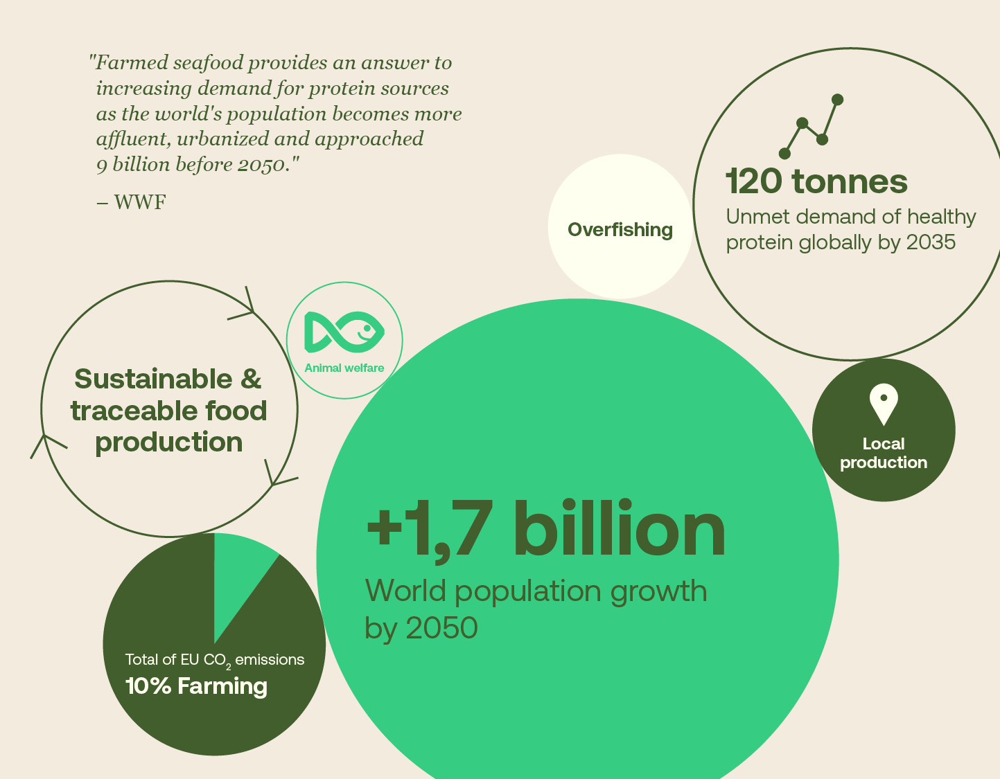 "Farmed seafood provides an answer to
increasing demand for protein sources
as the world's population becomes more
affluent, urbanized and approached
9 billion before 2050."
– WWF
120 tonnes
Unmet demand of healthy
protein globally by 2035
Overfishing
Animal welfare
Sustainable &
traceable food
production
Local
production
+1,7 billion
World population growth
by 2050
Total of EU CO₂ emissions
10% Farming